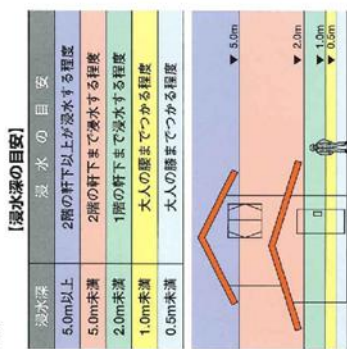 【浸水深の目安】
浸水深 浸水の目安
5.0m以上 2階の軒下以上が浸水する程度
5.0m未満 2階の軒下まで浸水する程度
2.0m未満 1階の軒下まで浸水する程度
1.0m未満 大人の腰までつかる程度
0.5m未満 大人の膝までつかる程度
▼5.0m
▼2.0m
▼1.0m
▼0.5m